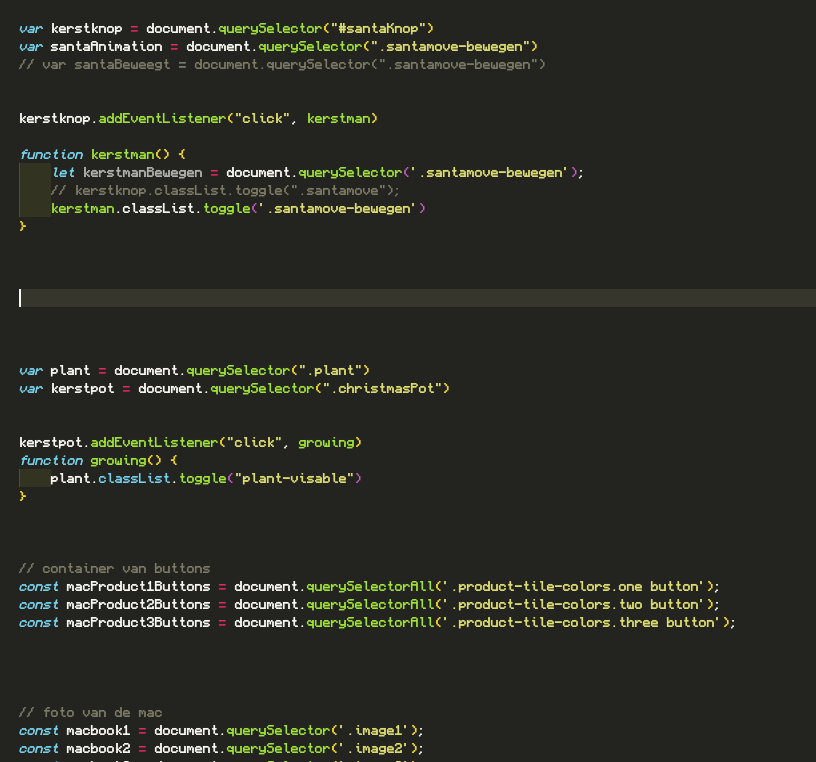 var kerstknop = document.querySelector("#santaKnop")
var santaAnimation = document.querySelector(".santamove-bewegen")
// var santaBeweegt = document.querySelector(".santamove-bewegen")
kerstknop.addEventListener("click", kerstman)
function kerstman() {
let kerstmanBewegen = document.querySelector('.santamove-bewegen');
// kerstknop.classList.toggle(".santamove");
kerstman.classList.toggle('.santamove-bewegen')
}
var plant = document.querySelector(".plant")
var kerstpot = document.querySelector(".christmasPot")
kerstpot.addEventListener("click", growing)
function growing() {
plant.classList.toggle("plant-visable")
}
// container van buttons
const macProduct1Buttons = document.querySelectorAll('.product-tile-colors.one button');
const macProduct2Buttons = document.querySelectorAll('.product-tile-colors.two button');
const macProduct3Buttons = document.querySelectorAll('.product-tile-colors.three button');
// foto van de mac
const macbook1 = document.querySelector('.image1');
const macbook2 = document.querySelector('.image2');